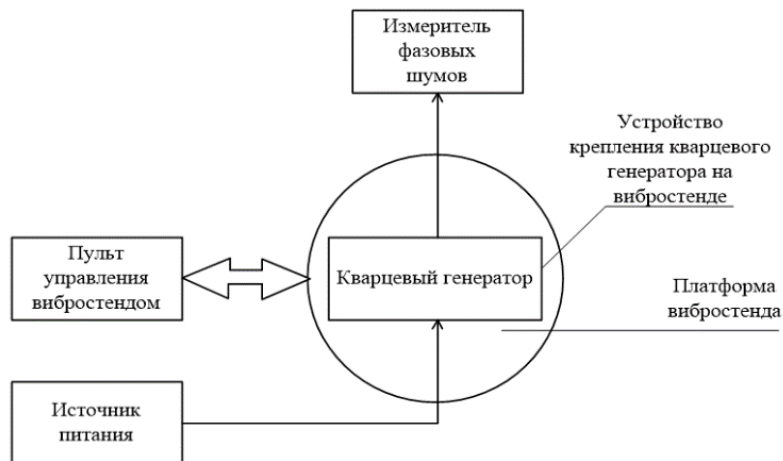 Измеритель
фазовых
шумов
Устройство
крепления кварцевого
генератора на
вибростенде
Пульт
управления
вибростендом
Кварцевый генератор
Платформа
вибростенда
Источник
питания